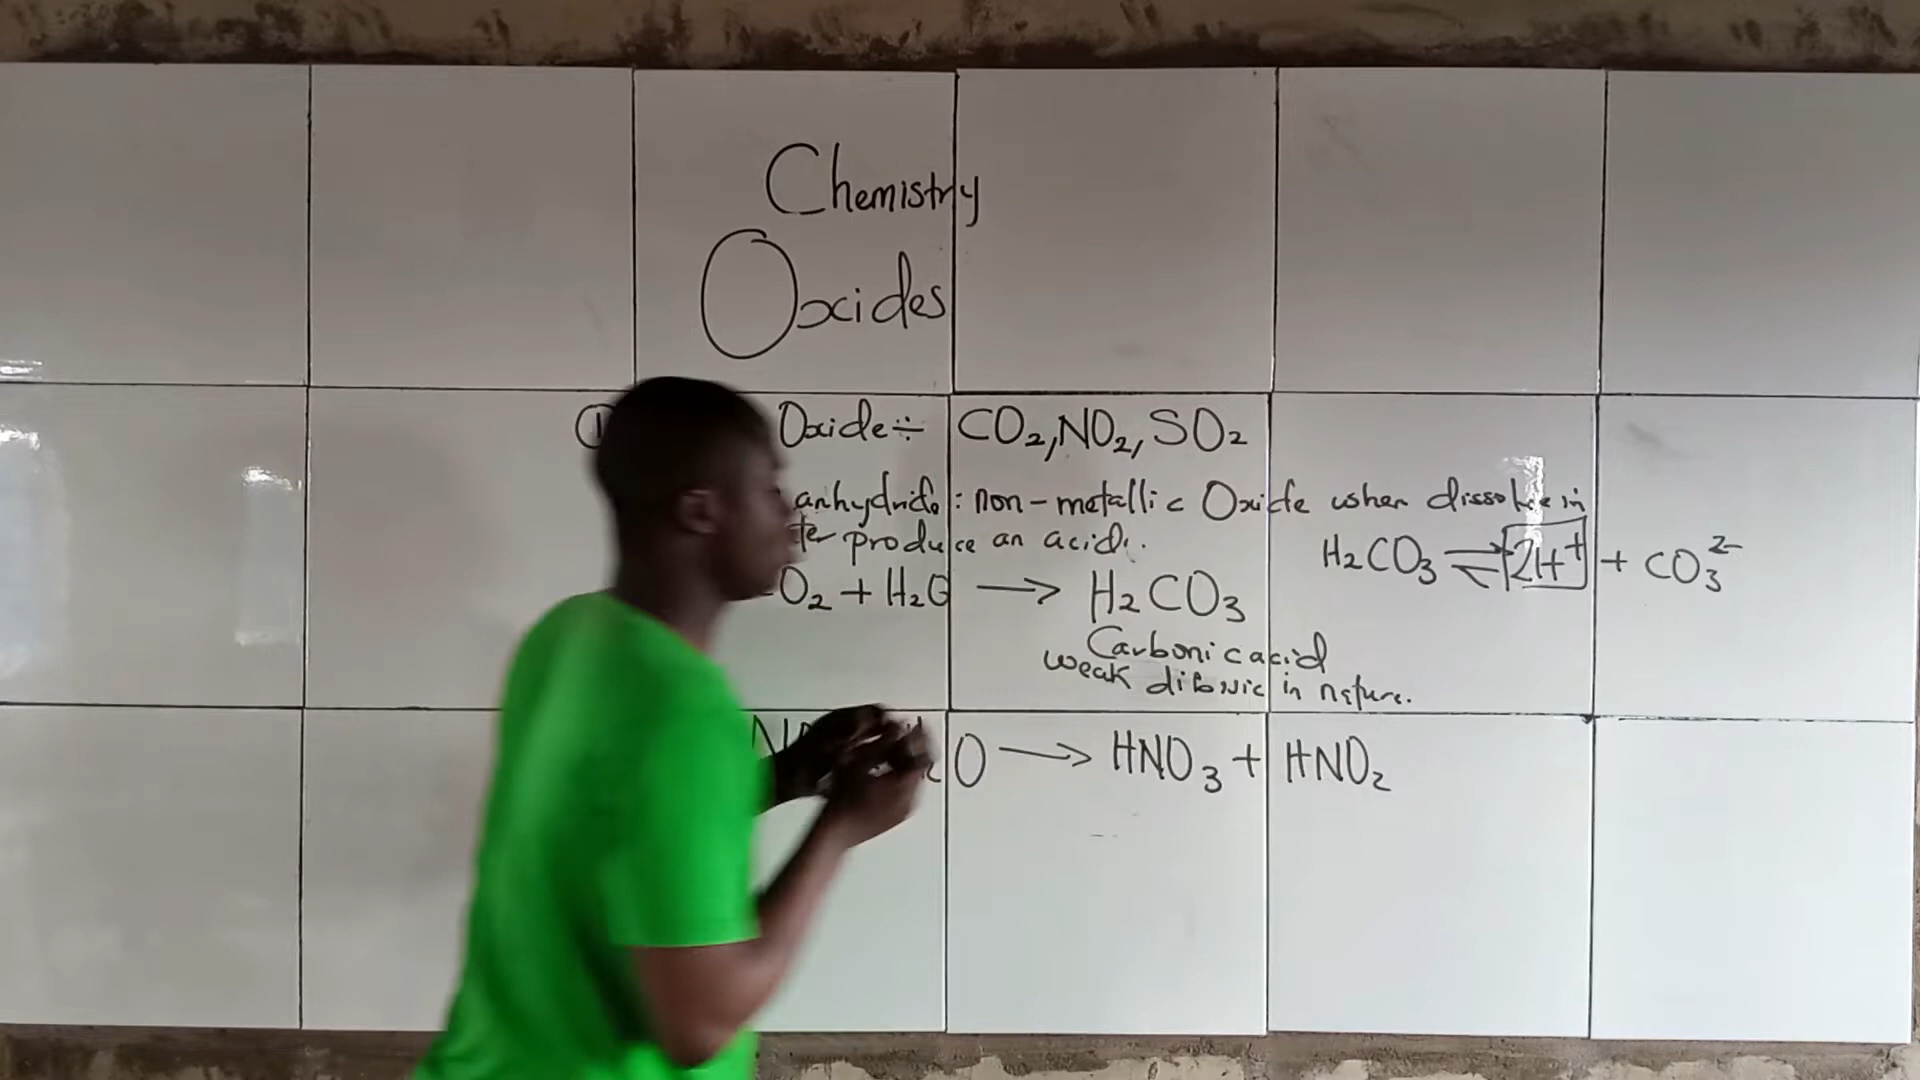 Chemistry
Oxides
① Oxide÷ CO₂, NO₂, SO₂
anhydride: non-metallic Oxide when dissolve in
produce an acid. H₂CO₃ ⇌ 2H⁺ + CO₃²⁻
O₂ + H₂O → H₂CO₃
Carbonic acid
weak dibasic in nature.
O → HNO₃ + HNO₂